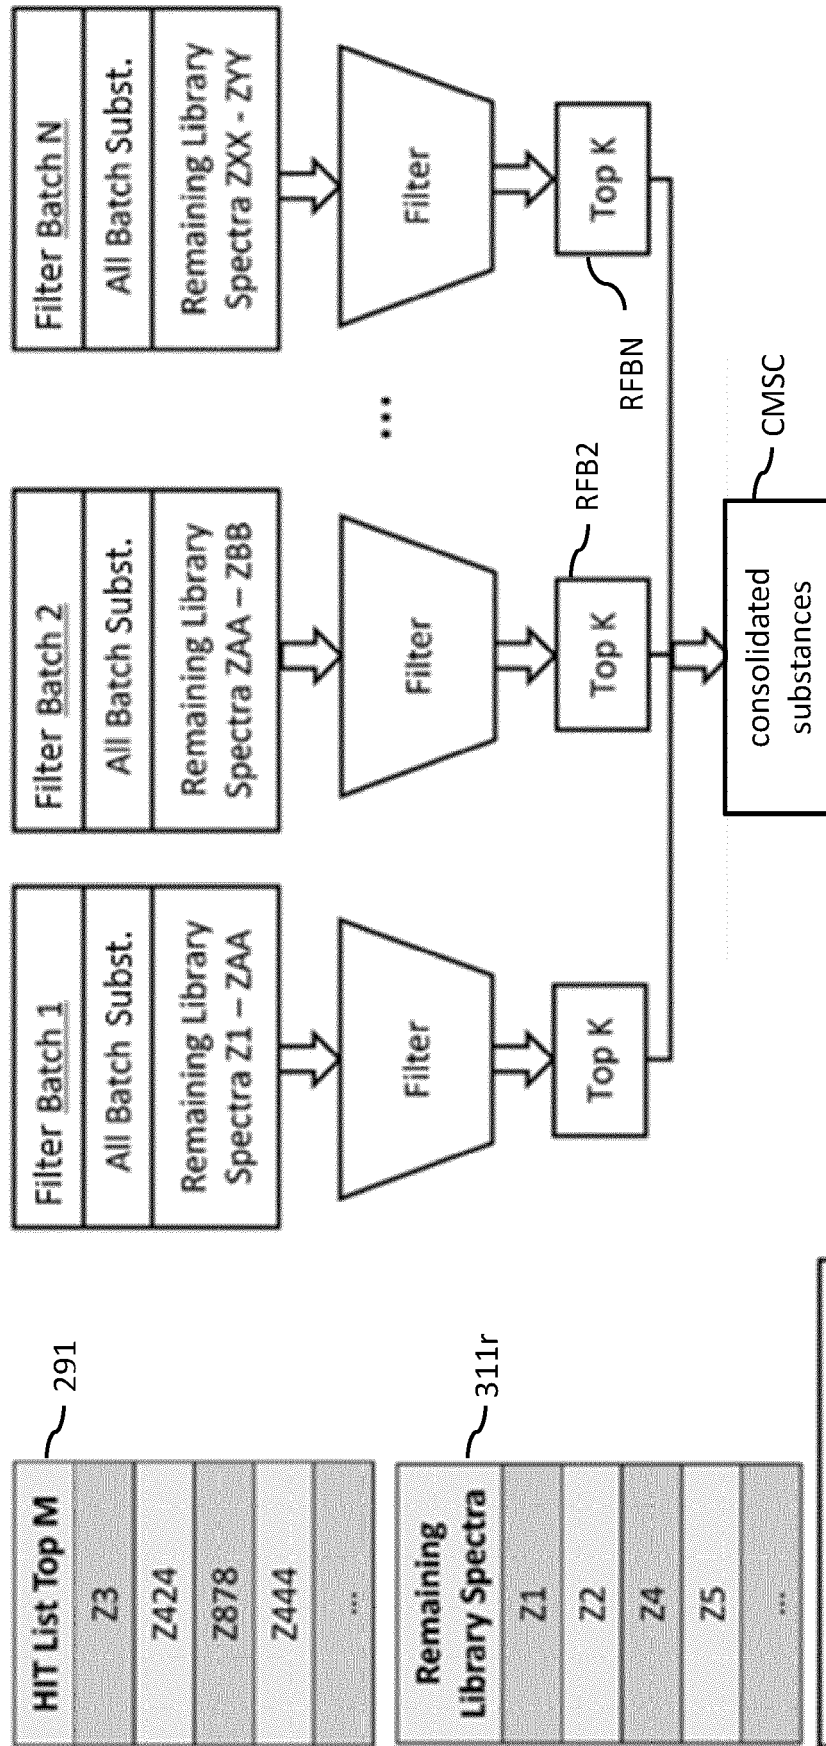 HIT List Top M
Z3
Z424
Z878
Z444
...
291
Remaining
Library Spectra
Z1
Z2
Z4
Z5
...
311r
Filter Batch 1
All Batch Subst.
Remaining Library
Spectra Z1 – ZAA
Filter
Top K
Filter Batch 2
All Batch Subst.
Remaining Library
Spectra ZAA – ZBB
Filter
Top K
RFB2
...
Filter Batch N
All Batch Subst.
Remaining Library
Spectra ZXX - ZYY
Filter
Top K
RFBN
consolidated
substances
CMSC